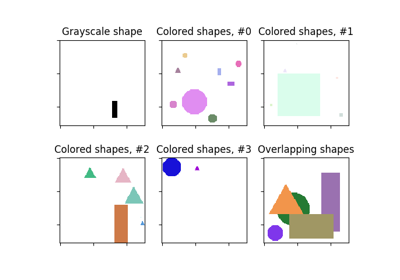 Grayscale shape
Colored shapes, #0
Colored shapes, #1
Colored shapes, #2
Colored shapes, #3
Overlapping shapes